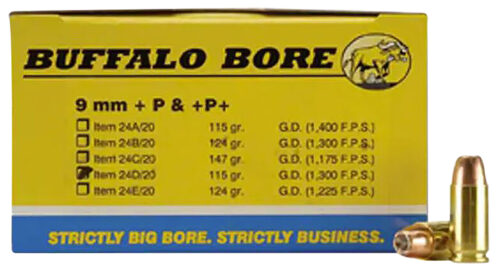 BUFFALO BORE
9 mm + P & +P+
Item 24A/20 115 gr. G.D. (1,400 F.P.S.)
Item 24B/20 124 gr. G.D. (1,300 F.P.S.)
Item 24C/20 147 gr. G.D. (1,175 F.P.S.)
Item 24D/20 115 gr. G.D. (1,300 F.P.S.)
Item 24E/20 124 gr. G.D. (1,225 F.P.S.)
STRICTLY BIG BORE. STRICTLY BUSINESS.